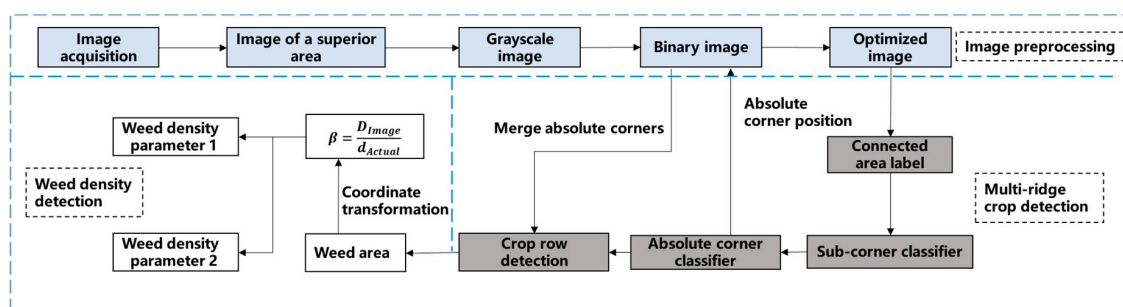 Image
acquisition
Image of a superior
area
Grayscale
image
Binary image
Optimized
image
Image preprocessing
Weed density
parameter 1
β = D_Image / d_Actual
Merge absolute corners
Absolute
corner position
Connected
area label
Weed density
detection
Coordinate
transformation
Multi-ridge
crop detection
Weed density
parameter 2
Weed area
Crop row
detection
Absolute corner
classifier
Sub-corner classifier